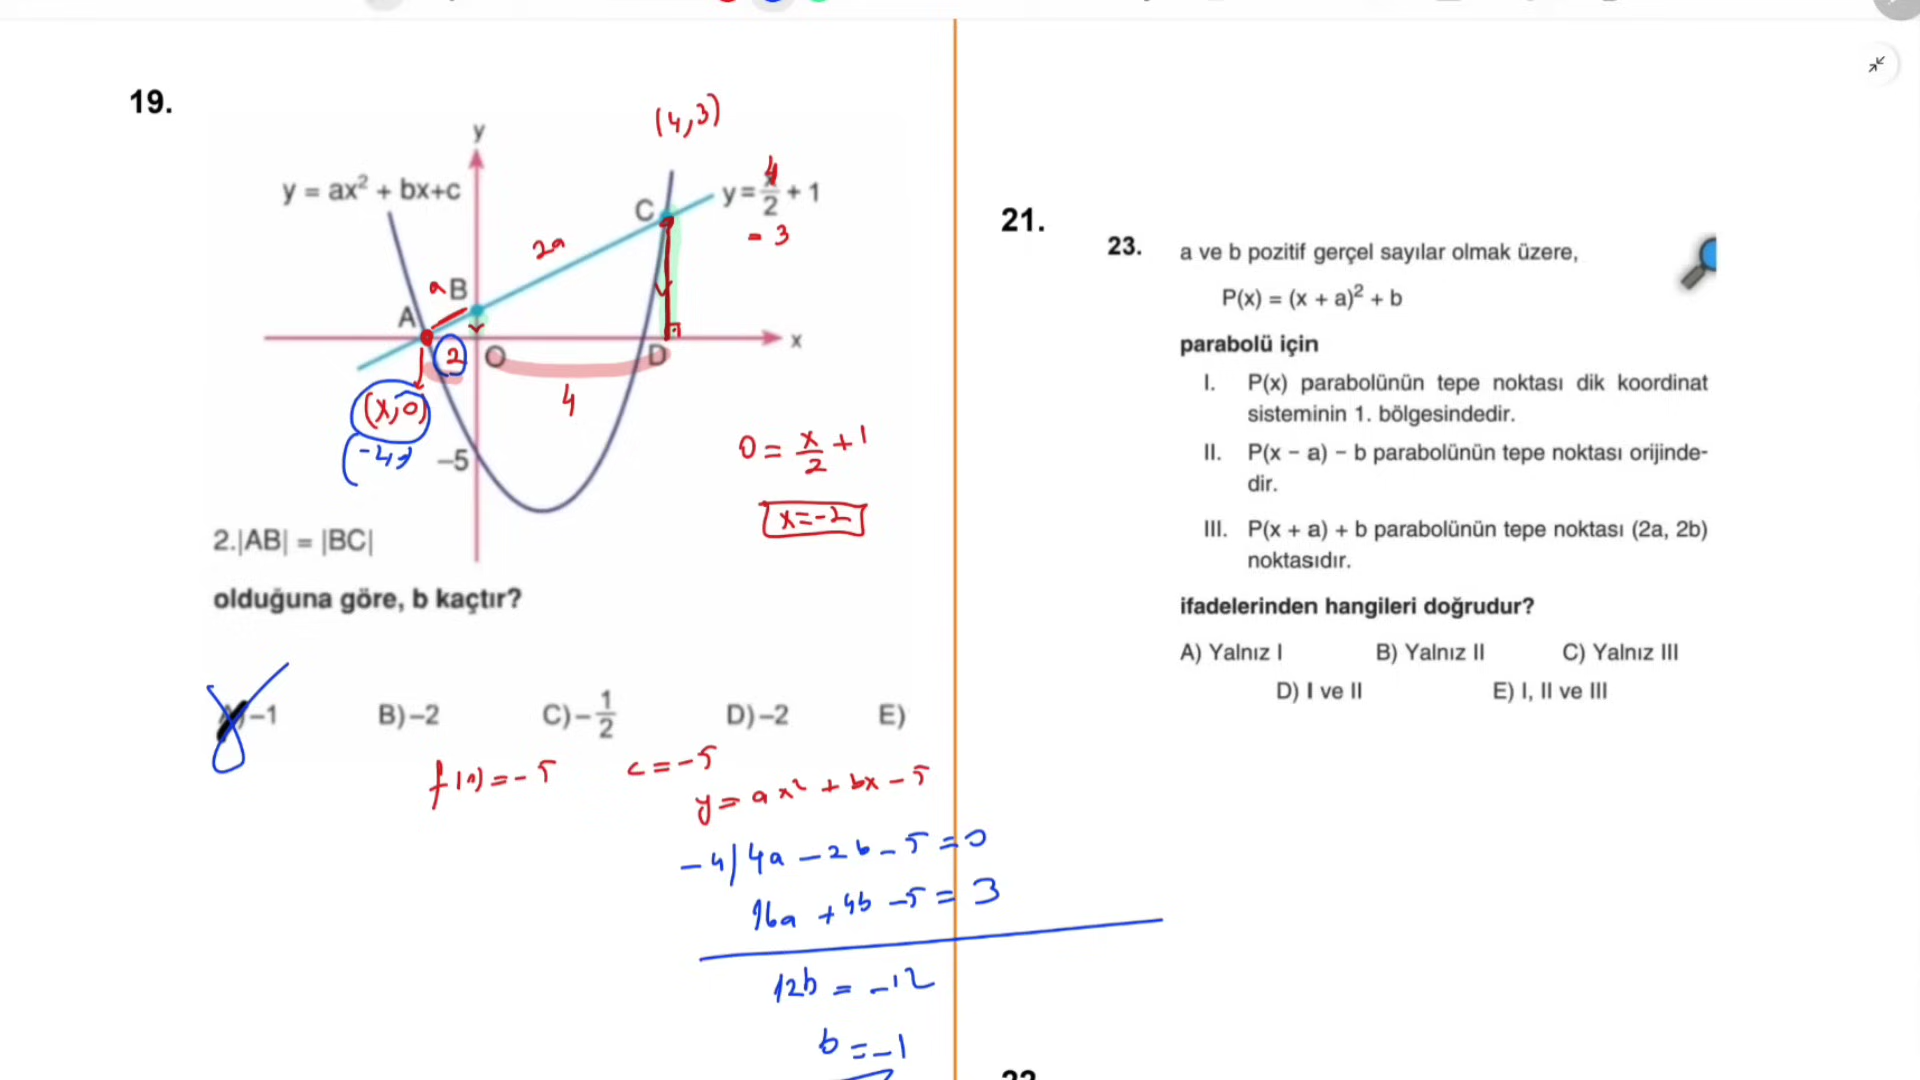 19.
(4,3)
y
y = ax² + bx+c
y = 4/2 + 1
= 3
C
2a
a B
A
x
2 O D
4
(x,0)
(-4,
-5
0 = x/2 + 1
x=-2
2.|AB| = |BC|
olduğuna göre, b kaçtır?
-1 B) -2 C) -1/2 D) -2 E)
c=-5
y = ax² + bx - 5
-4/ 4a - 2b - 5 = 0
16a + 4b - 5 = 3
12b = -12
b = -1
21.
23. a ve b pozitif gerçel sayılar olmak üzere,
P(x) = (x + a)² + b
parabolü için
I. P(x) parabolünün tepe noktası dik koordinat
sisteminin 1. bölgesindedir.
II. P(x − a) − b parabolünün tepe noktası orijinde-
dir.
III. P(x + a) + b parabolünün tepe noktası (2a, 2b)
noktasıdır.
ifadelerinden hangileri doğrudur?
A) Yalnız I B) Yalnız II C) Yalnız III
D) I ve II E) I, II ve III